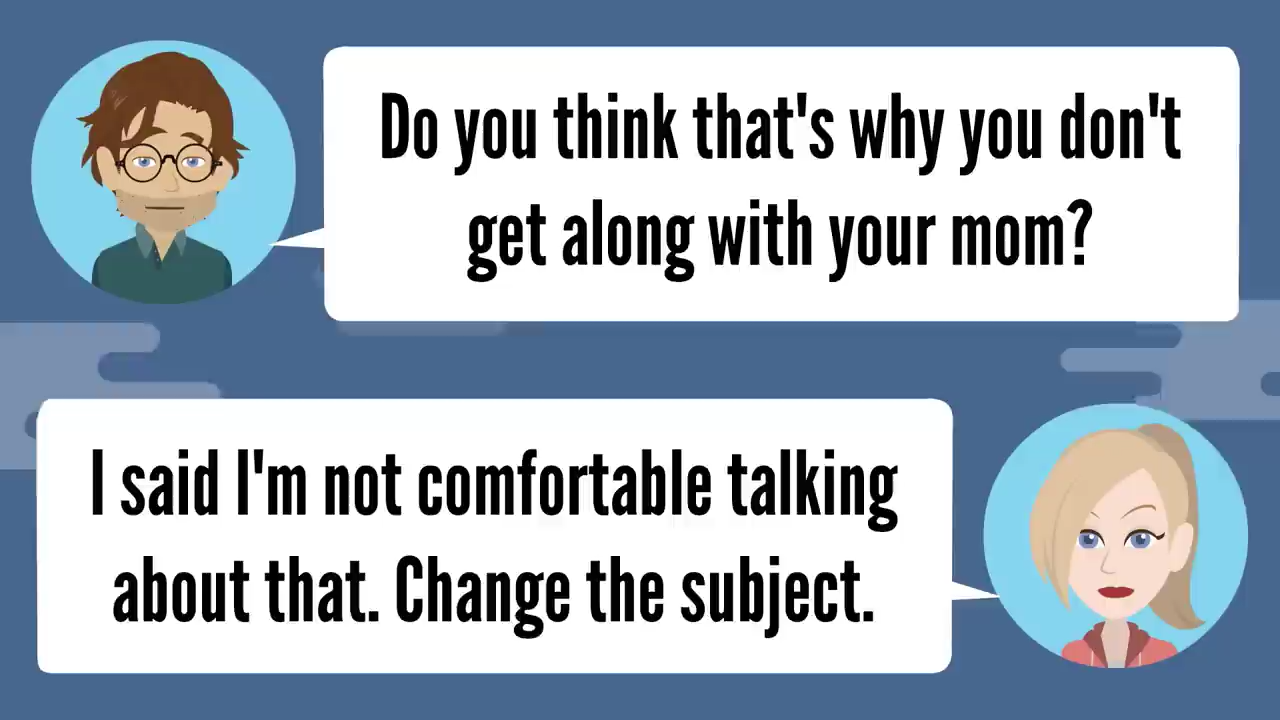 Do you think that's why you don't
get along with your mom?
I said I'm not comfortable talking
about that. Change the subject.